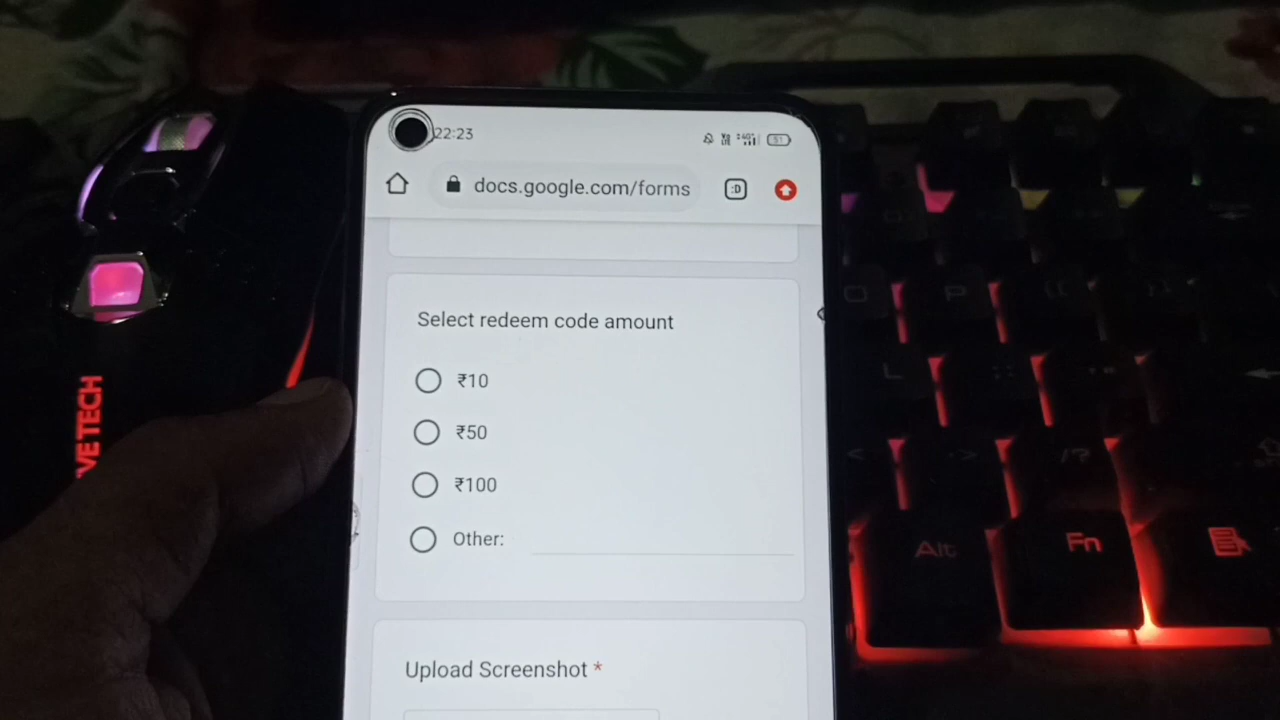 22:23
51
docs.google.com/forms
:D
Select redeem code amount
₹10
₹50
₹100
Other:
Upload Screenshot *
VE TECH
P
L
Alt
Fn